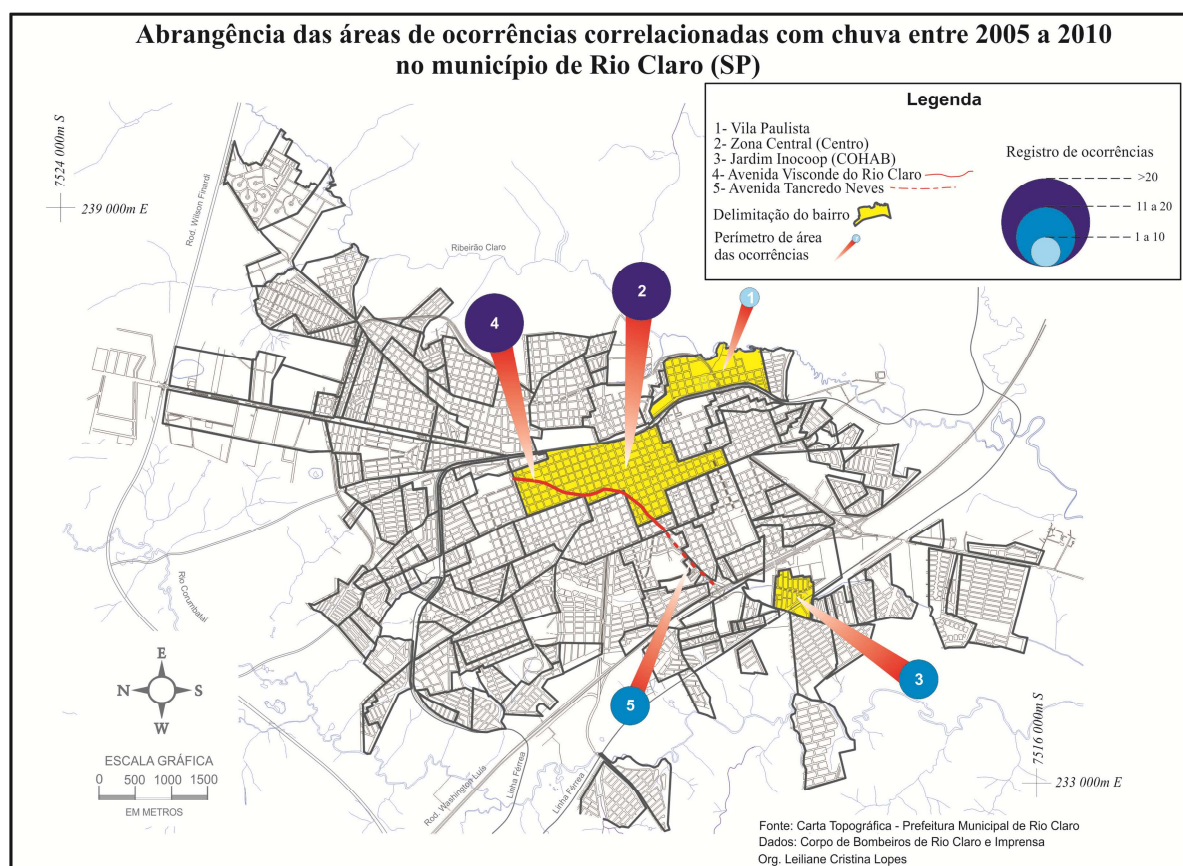 Abrangência das áreas de ocorrências correlacionadas com chuva entre 2005 a 2010
no município de Rio Claro (SP)
Legenda
1- Vila Paulista
2- Zona Central (Centro)
3- Jardim Inocoop (COHAB)
4- Avenida Visconde do Rio Claro
5- Avenida Tancredo Neves
Delimitação do bairro
Perímetro de área
das ocorrências
Registro de ocorrências
>20
11 a 20
1 a 10
7524 000m S
239 000m E
Rod. Wilson Finardi
Ribeirão Claro
4
2
1
Rio Corumbataí
5
3
E
N
S
W
ESCALA GRÁFICA
0 500 1000 1500
EM METROS
Rod. Washington Luís
Linha Férrea
Linha Férrea
7516 000m S
233 000m E
Fonte: Carta Topográfica - Prefeitura Municipal de Rio Claro
Dados: Corpo de Bombeiros de Rio Claro e Imprensa
Org. Leiliane Cristina Lopes